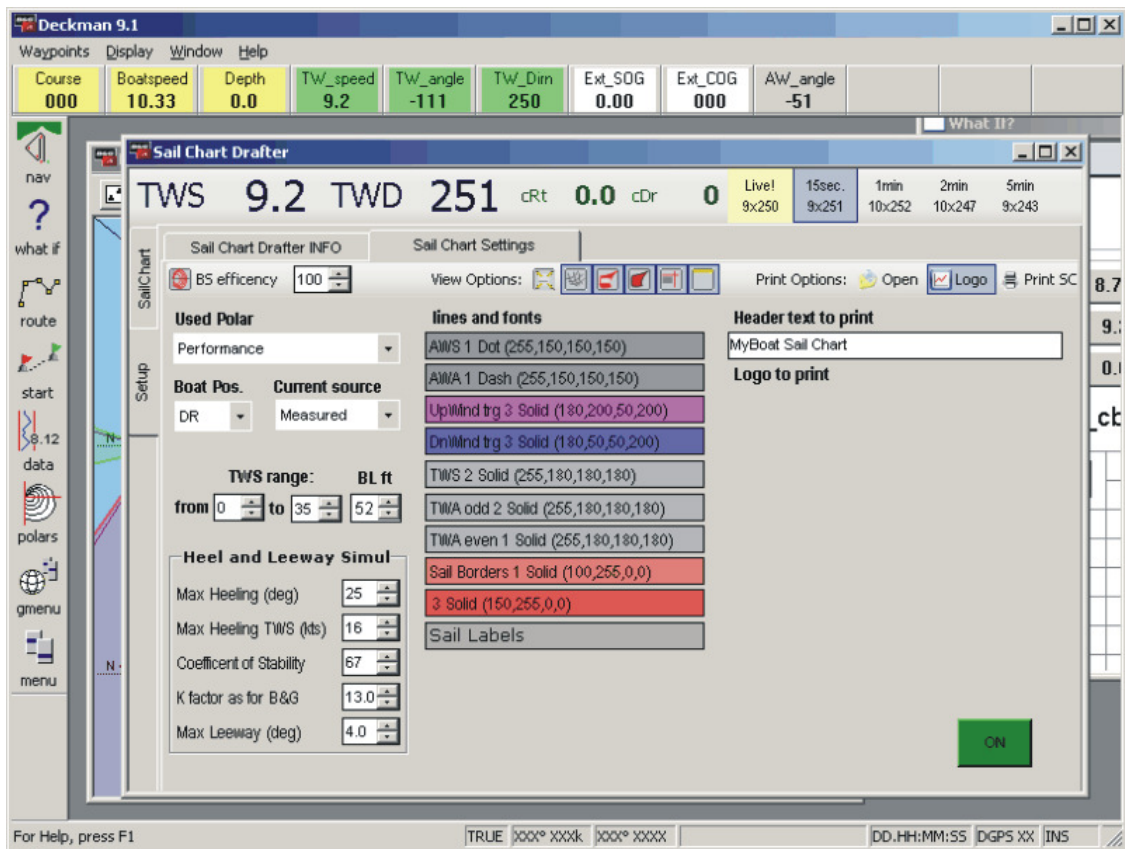 Deckman 9.1
Waypoints Display Window Help
Course Boatspeed Depth TW_speed TW_angle TW_Dirn Ext_SOG Ext_COG AW_angle
000 10.33 0.0 9.2 -111 250 0.00 000 -51
What If?
Sail Chart Drafter
nav
TWS 9.2 TWD 251 cRt 0.0 cDr 0
Live! 15sec. 1min 2min 5min
9x250 9x251 10x252 10x247 9x243
?
what if
Sail Chart Drafter INFO Sail Chart Settings
SailChart
Setup
BS efficency 100 View Options: Print Options: Open Logo Print SC
8.7
route
Used Polar lines and fonts Header text to print
9.
Performance AWS 1 Dot (255,150,150,150) MyBoat Sail Chart
0.
AWA 1 Dash (255,150,150,150) Logo to print
start
Boat Pos. Current source
DR Measured
UpWind trg 3 Solid (180,200,50,200)
_cb
8.12
data
N
DnWind trg 3 Solid (180,50,50,200)
TWS range: BL ft
TWS 2 Solid (255,180,180,180)
from 0 to 35 52
TWA odd 2 Solid (255,180,180,180)
polars
TWA even 1 Solid (255,180,180,180)
Heel and Leeway Simul
Sail Borders 1 Solid (100,255,0,0)
Max Heeling (deg) 25
3 Solid (150,255,0,0)
gmenu
Max Heeling TWS (kts) 16
Sail Labels
Coefficent of Stability 67
N
menu
K factor as for B&G 13.0
Max Leeway (deg) 4.0
ON
For Help, press F1 TRUE XXX° XXXk XXX° XXXX DD.HH:MM:SS DGPS XX INS